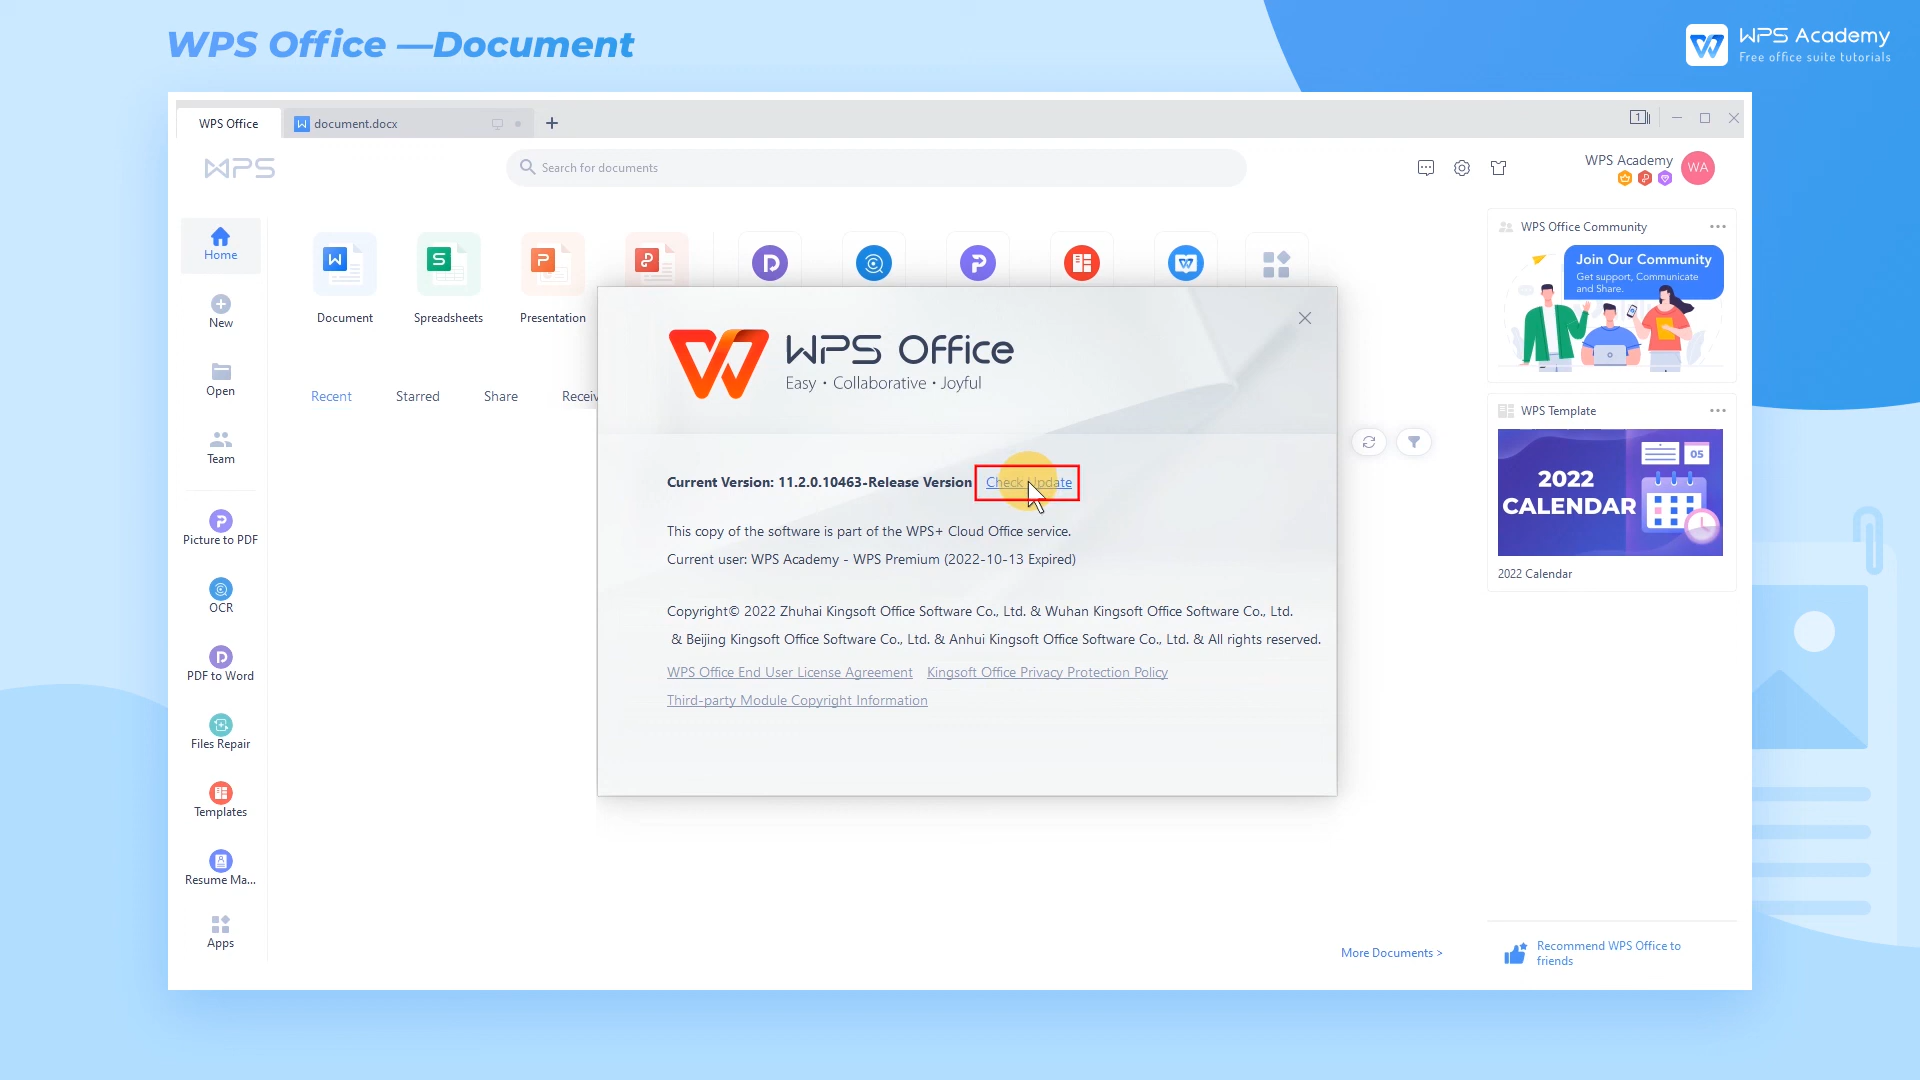 WPS Office —Document
WPS Academy
Free office suite tutorials
WPS Office
document.docx
1
WPS
Search for documents
WPS Academy
WA
Home
New
Open
Team
Picture to PDF
OCR
PDF to Word
Files Repair
Templates
Resume Ma...
Apps
Document
Spreadsheets
Presentation
Recent
Starred
Share
Receiv
WPS Office
Easy · Collaborative · Joyful
Current Version: 11.2.0.10463-Release Version Check Update
This copy of the software is part of the WPS+ Cloud Office service.
Current user: WPS Academy - WPS Premium (2022-10-13 Expired)
Copyright© 2022 Zhuhai Kingsoft Office Software Co., Ltd. & Wuhan Kingsoft Office Software Co., Ltd.
& Beijing Kingsoft Office Software Co., Ltd. & Anhui Kingsoft Office Software Co., Ltd. & All rights reserved.
WPS Office End User License Agreement Kingsoft Office Privacy Protection Policy
Third-party Module Copyright Information
WPS Office Community
Join Our Community
Get support, Communicate
and Share.
WPS Template
05
2022
CALENDAR
2022 Calendar
More Documents >
Recommend WPS Office to
friends